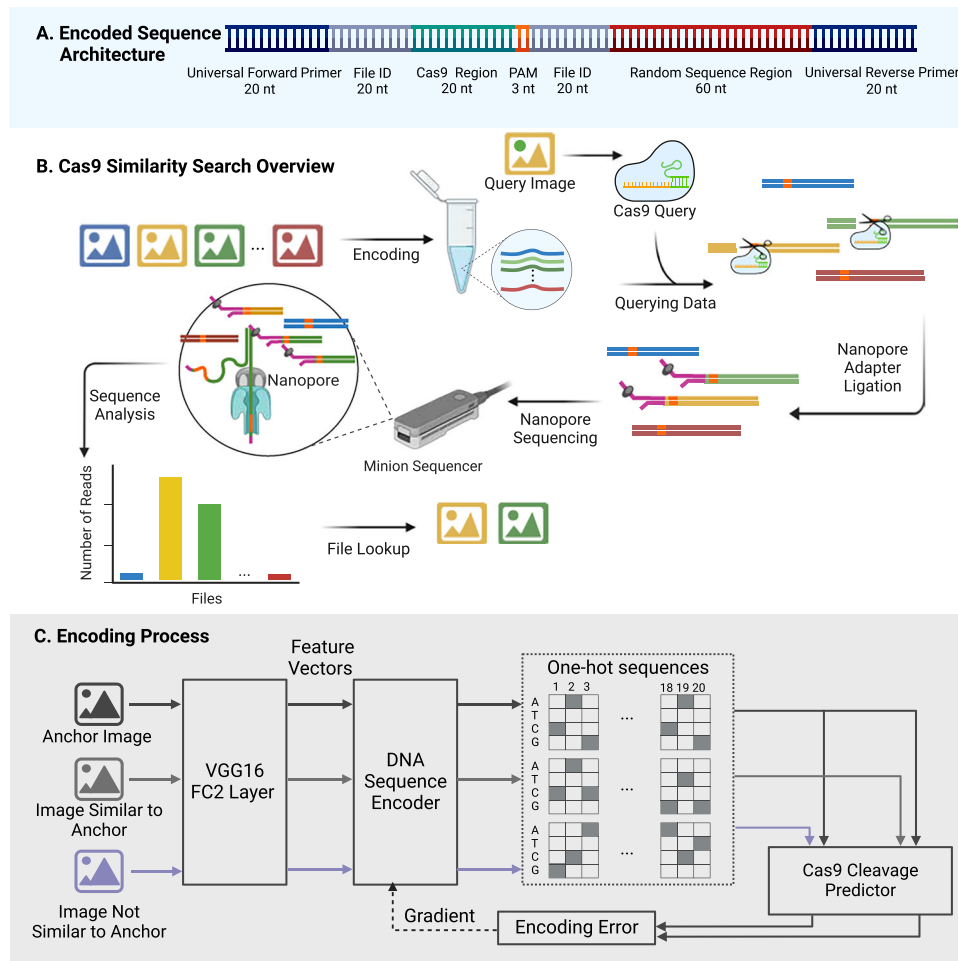 A. Encoded Sequence
Architecture
Universal Forward Primer
20 nt
File ID
20 nt
Cas9 Region
20 nt
PAM
3 nt
File ID
20 nt
Random Sequence Region
60 nt
Universal Reverse Primer
20 nt
B. Cas9 Similarity Search Overview
Query Image
Cas9 Query
...
Encoding
Querying Data
Nanopore
Adapter
Ligation
Nanopore
Sequencing
Minion Sequencer
Nanopore
Sequence
Analysis
Number of Reads
...
Files
File Lookup
C. Encoding Process
Anchor Image
Image Similar to
Anchor
Image Not
Similar to Anchor
VGG16
FC2 Layer
Feature
Vectors
DNA
Sequence
Encoder
One-hot sequences
1 2 3 18 19 20
A
T
C
G
...
A
T
C
G
...
A
T
C
G
...
Cas9 Cleavage
Predictor
Encoding Error
Gradient